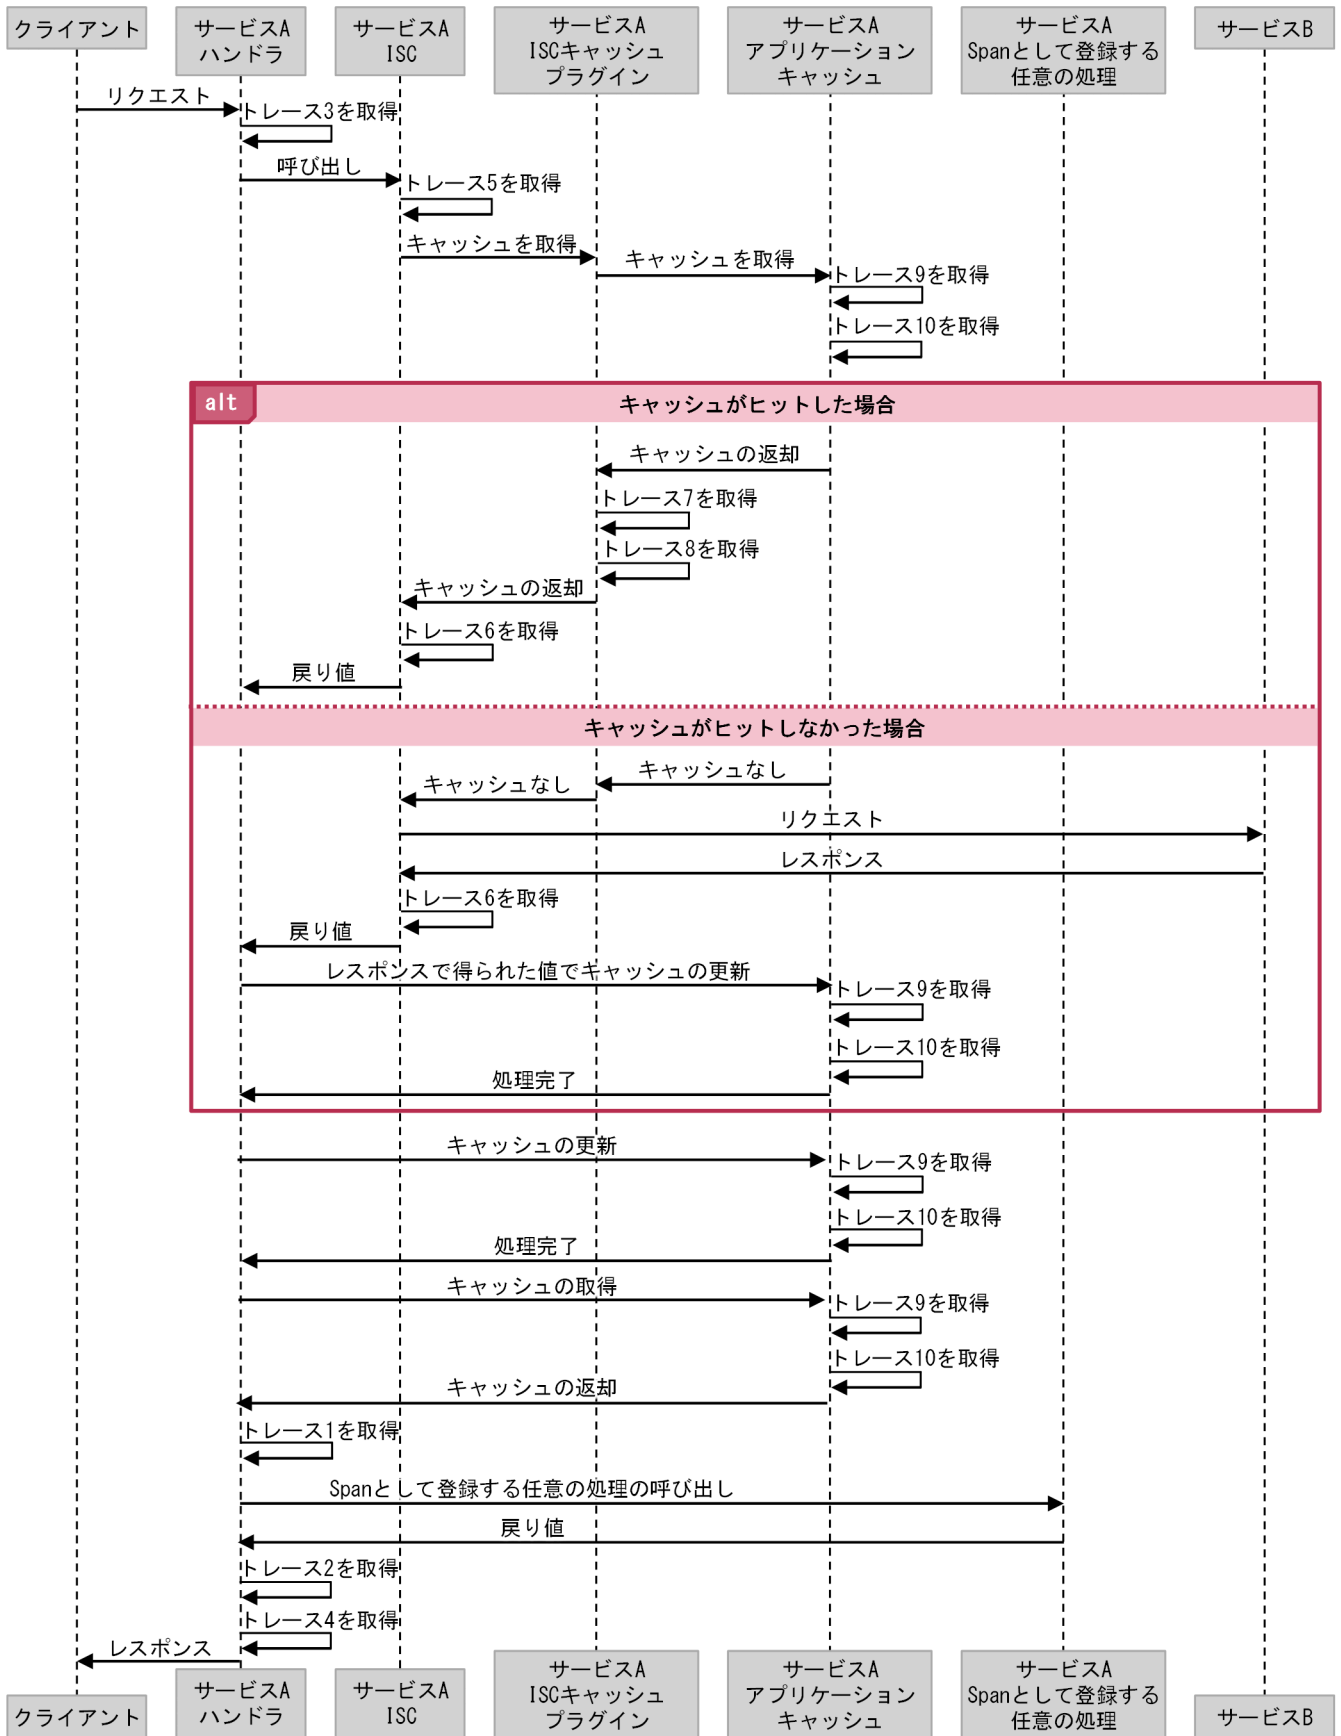 クライアント
サービスA
ハンドラ
サービスA
ISC
サービスA
ISCキャッシュ
プラグイン
サービスA
アプリケーション
キャッシュ
サービスA
Spanとして登録する
任意の処理
サービスB
リクエスト
トレース3を取得
呼び出し
トレース5を取得
キャッシュを取得
キャッシュを取得
トレース9を取得
トレース10を取得
alt
キャッシュがヒットした場合
キャッシュの返却
トレース7を取得
トレース8を取得
キャッシュの返却
トレース6を取得
戻り値
キャッシュがヒットしなかった場合
キャッシュなし
キャッシュなし
リクエスト
レスポンス
トレース6を取得
戻り値
レスポンスで得られた値でキャッシュの更新
トレース9を取得
トレース10を取得
処理完了
キャッシュの更新
トレース9を取得
トレース10を取得
処理完了
キャッシュの取得
トレース9を取得
トレース10を取得
キャッシュの返却
トレース1を取得
Spanとして登録する任意の処理の呼び出し
戻り値
トレース2を取得
トレース4を取得
レスポンス
クライアント
サービスA
ハンドラ
サービスA
ISC
サービスA
ISCキャッシュ
プラグイン
サービスA
アプリケーション
キャッシュ
サービスA
Spanとして登録する
任意の処理
サービスB